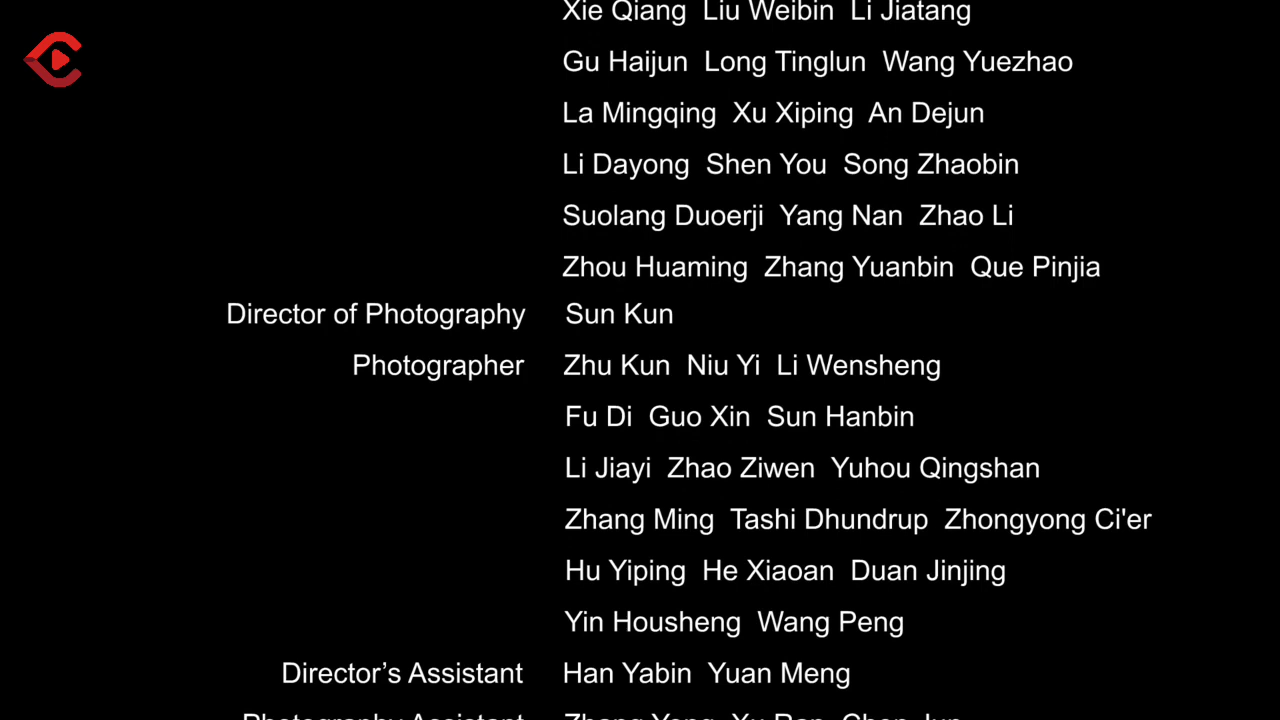 Xie Qiang  Liu Weibin  Li Jiatang
Gu Haijun  Long Tinglun  Wang Yuezhao
La Mingqing  Xu Xiping  An Dejun
Li Dayong  Shen You  Song Zhaobin
Suolang Duoerji  Yang Nan  Zhao Li
Zhou Huaming  Zhang Yuanbin  Que Pinjia
Director of Photography  Sun Kun
Photographer  Zhu Kun  Niu Yi  Li Wensheng
Fu Di  Guo Xin  Sun Hanbin
Li Jiayi  Zhao Ziwen  Yuhou Qingshan
Zhang Ming  Tashi Dhundrup  Zhongyong Ci'er
Hu Yiping  He Xiaoan  Duan Jinjing
Yin Housheng  Wang Peng
Director’s Assistant  Han Yabin  Yuan Meng
Photography Assistant